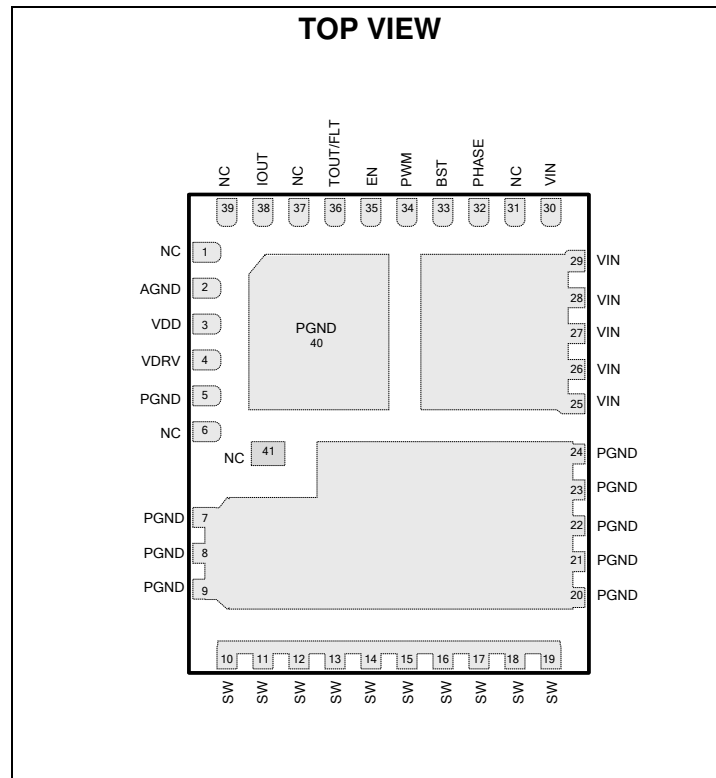 TOP VIEW
NC
IOUT
NC
TOUT/FLT
EN
PWM
BST
PHASE
NC
VIN
39 38 37 36 35 34 33 32 31 30
NC 1
AGND 2
VDD 3
VDRV 4
PGND 5
NC 6
PGND
40
29 VIN
28 VIN
27 VIN
26 VIN
25 VIN
NC 41
24 PGND
23 PGND
22 PGND
21 PGND
20 PGND
PGND 7
PGND 8
PGND 9
10 11 12 13 14 15 16 17 18 19
SW
SW
SW
SW
SW
SW
SW
SW
SW
SW